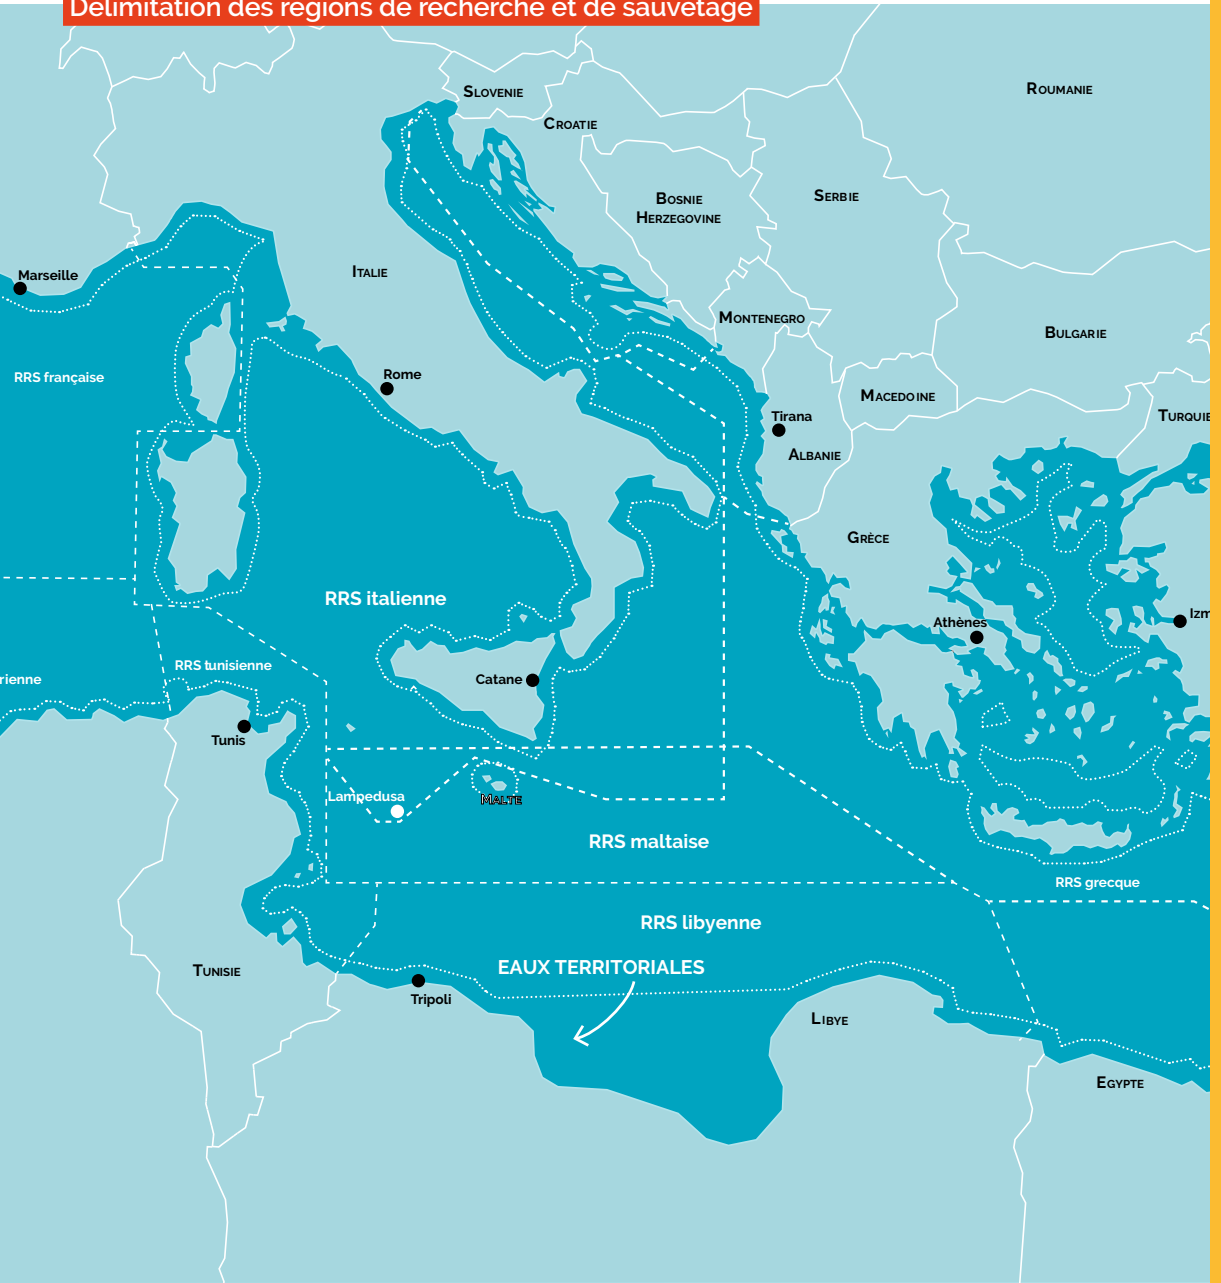 Délimitation des régions de recherche et de sauvetage
ROUMANIE
SLOVENIE
CROATIE
BOSNIE
HERZEGOVINE
SERBIE
ITALIE
Marseille
MONTENEGRO
BULGARIE
RRS française
Rome
MACEDOINE
Tirana
TURQUIE
ALBANIE
GRÈCE
RRS italienne
Athènes
RRS tunisienne
Catane
Tunis
Lampedusa
MALTE
RRS maltaise
RRS grecque
RRS libyenne
EAUX TERRITORIALES
TUNISIE
Tripoli
LIBYE
EGYPTE